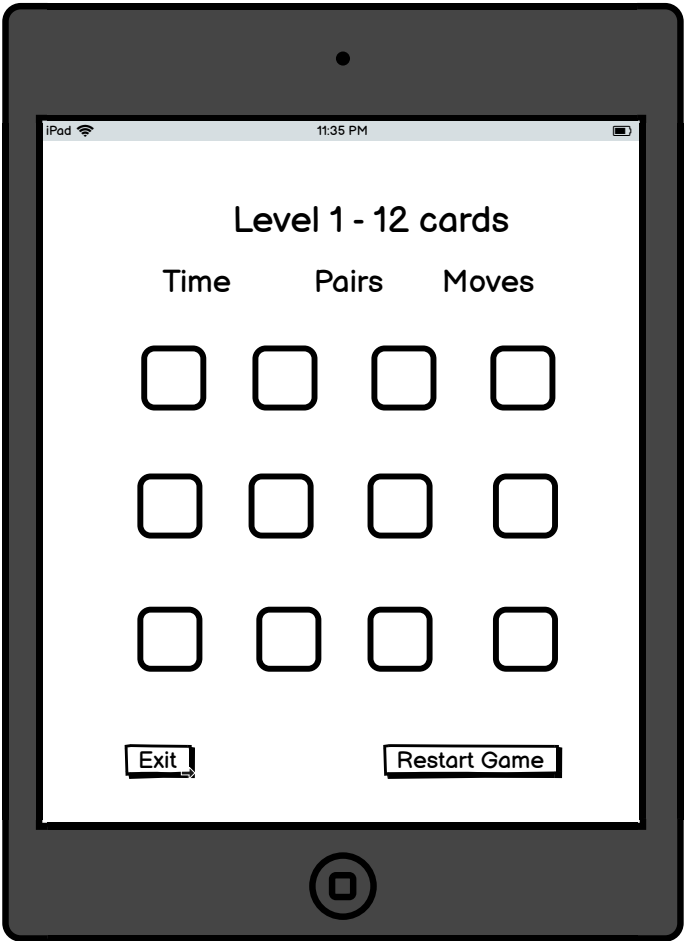 iPad 11:35 PM
Level 1 - 12 cards
Time Pairs Moves
Exit Restart Game